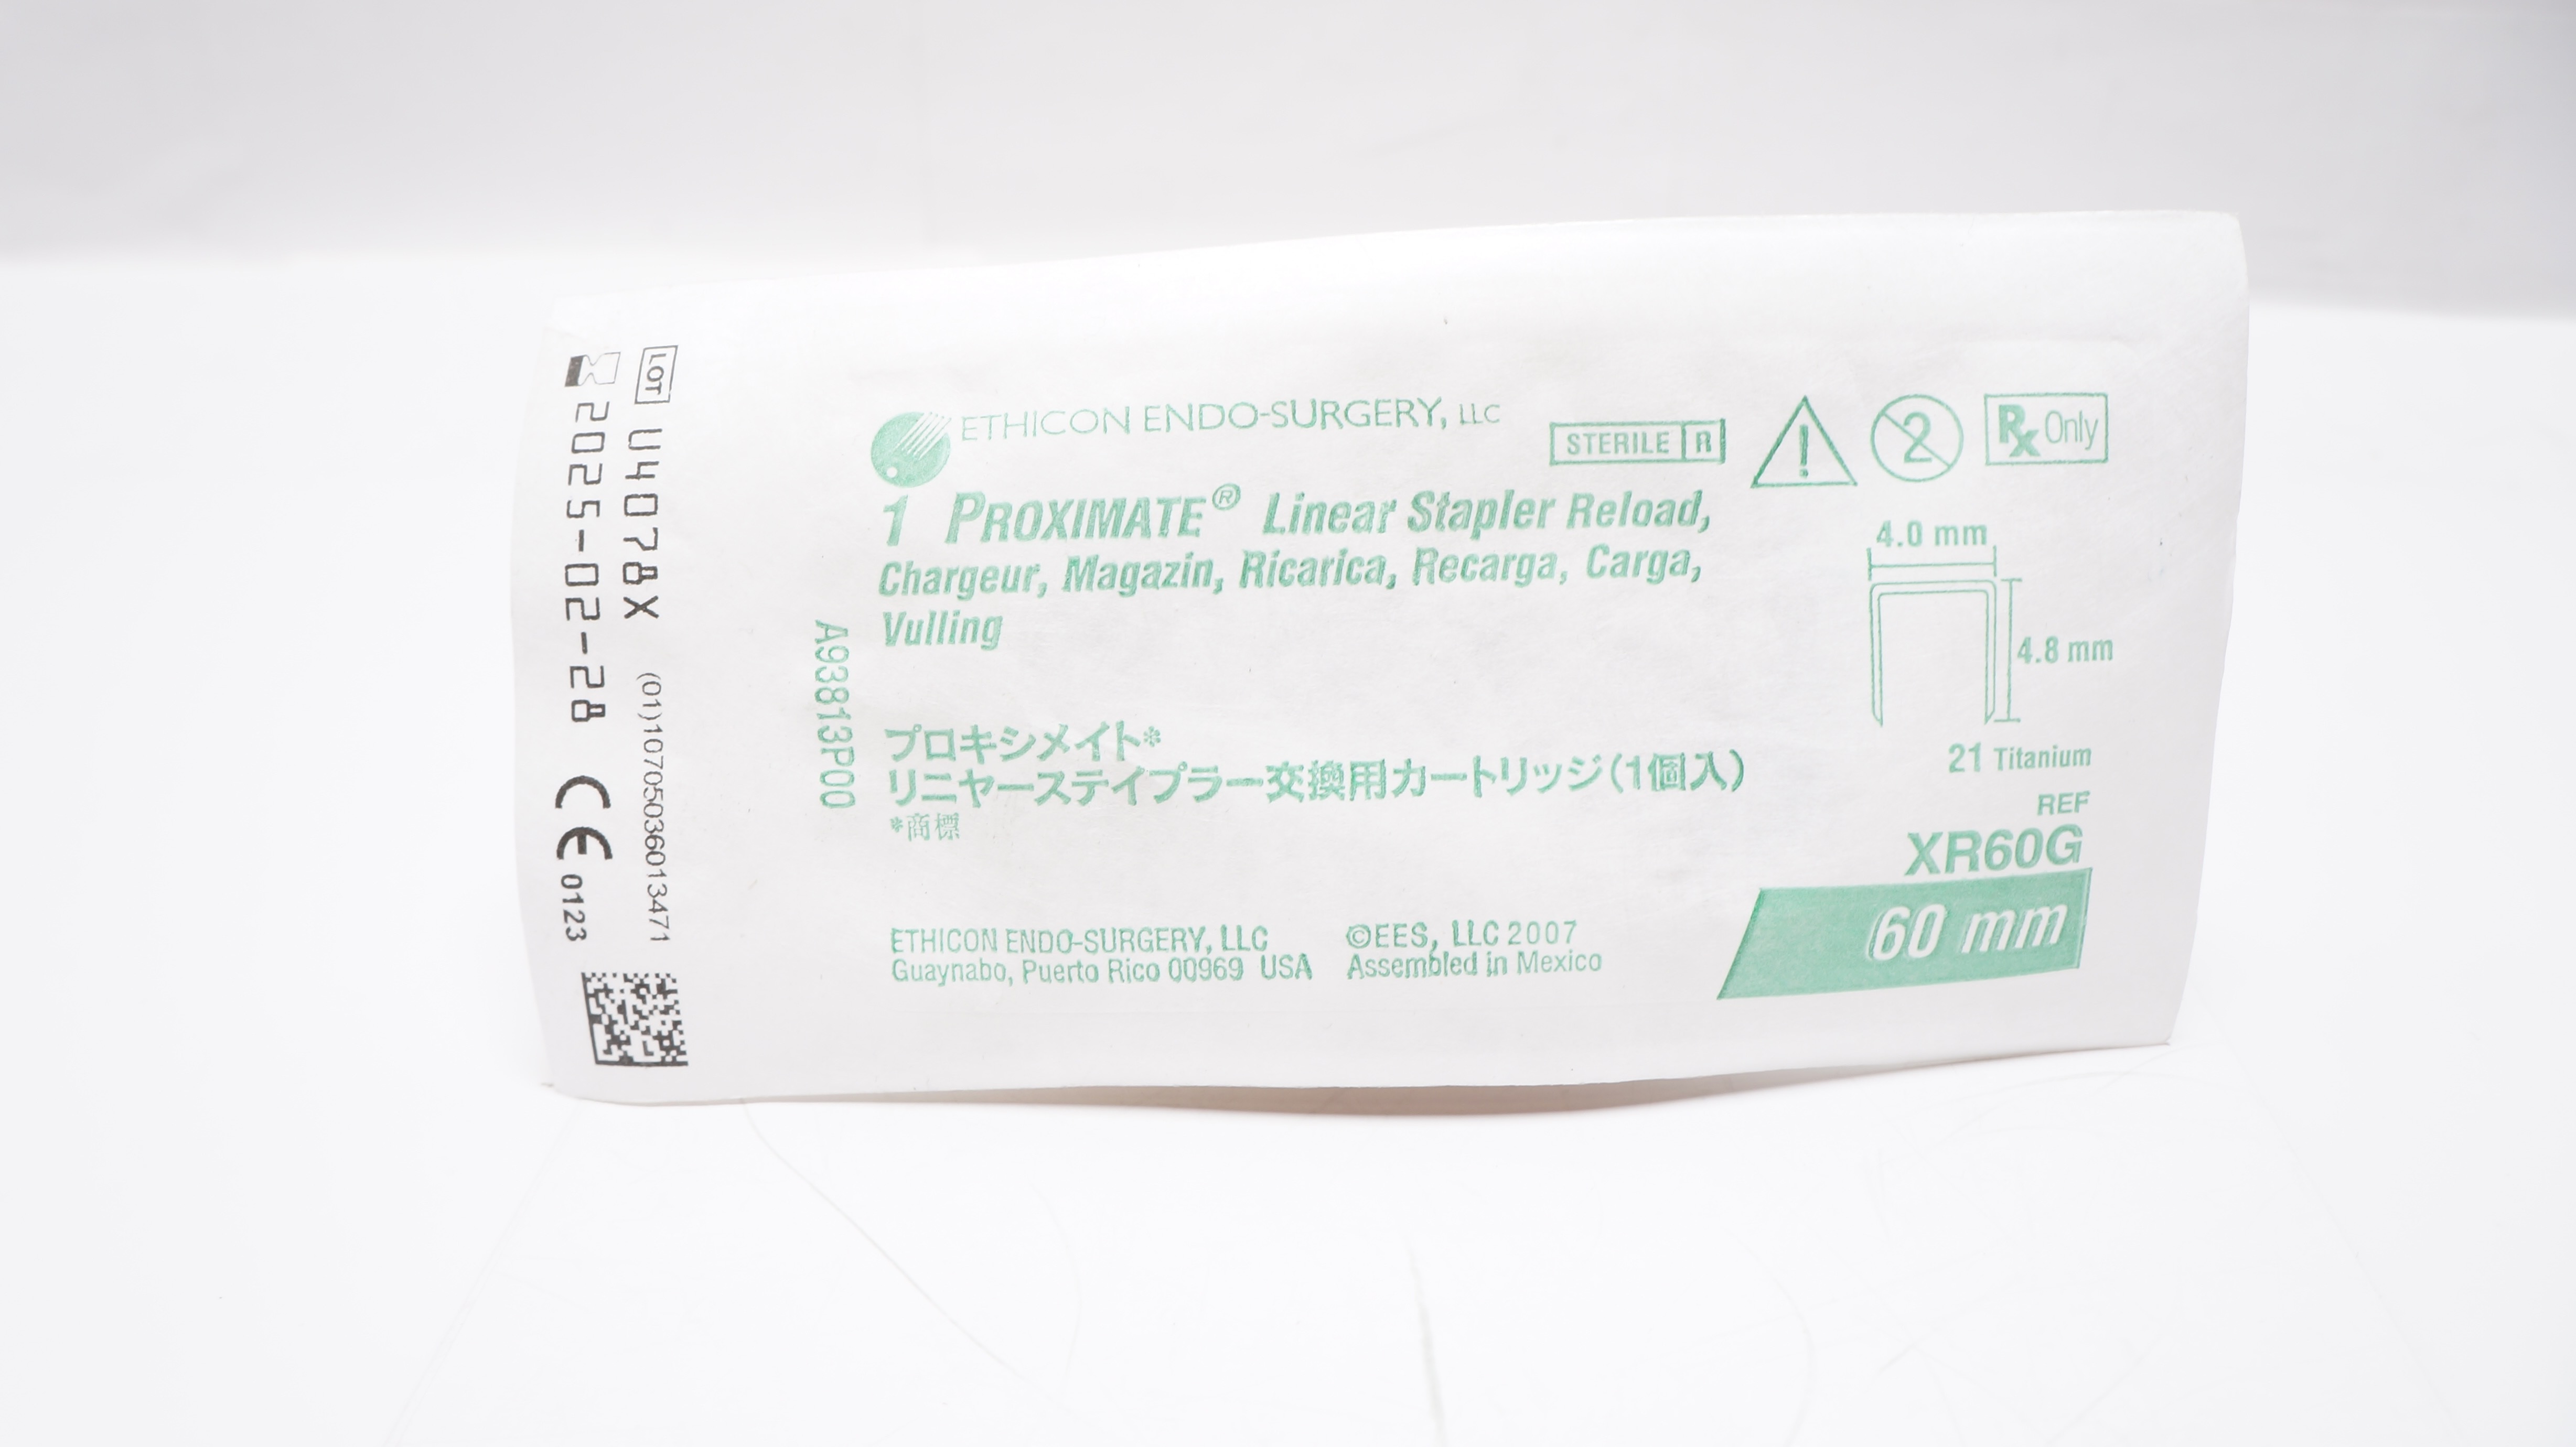 LOT U4078X (01)10705036013471
2025-02-28 CE 0123
A93813P00
ETHICON ENDO-SURGERY, LLC
STERILE R
2
Rx Only
1 PROXIMATE® Linear Stapler Reload,
Chargeur, Magazin, Ricarica, Recarga, Carga,
Vulling
プロキシメイト*
リニヤーステイプラー交換用カートリッジ(1個入)
*商標
4.0 mm
4.8 mm
21 Titanium
REF
XR60G
60 mm
ETHICON ENDO-SURGERY, LLC
Guaynabo, Puerto Rico 00969 USA
©EES, LLC 2007
Assembled in Mexico